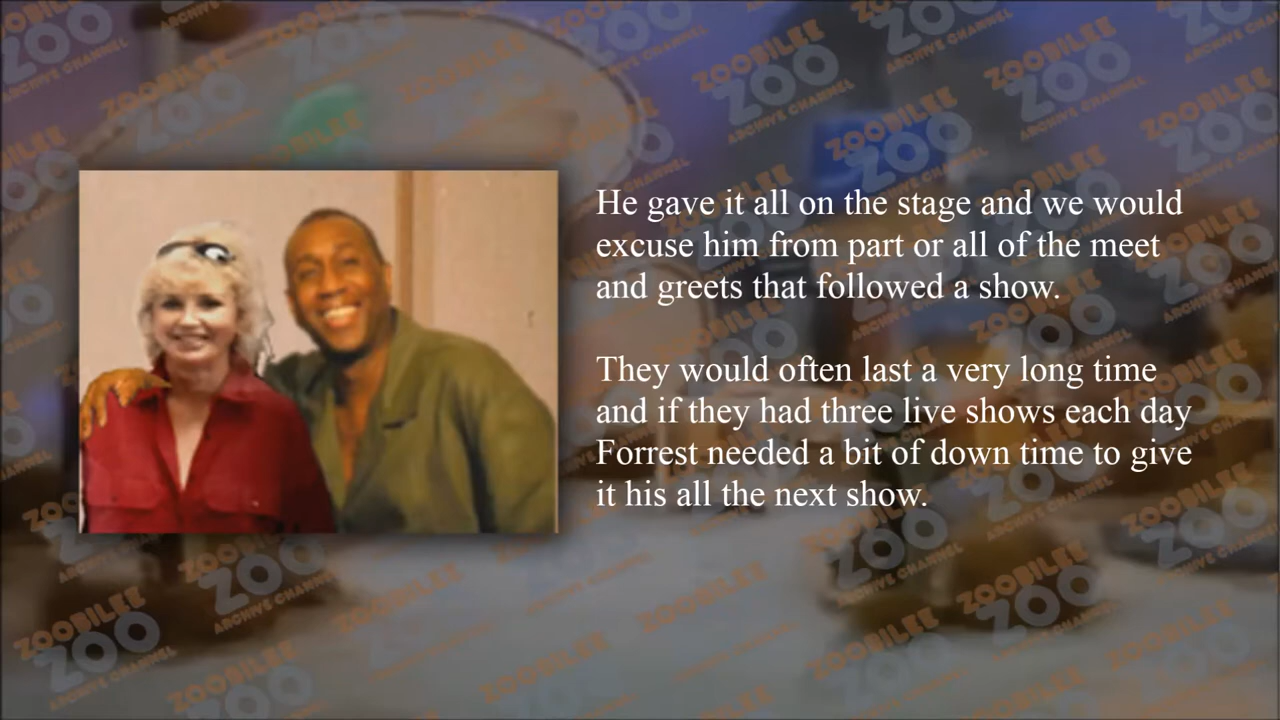 He gave it all on the stage and we would
excuse him from part or all of the meet
and greets that followed a show.
They would often last a very long time
and if they had three live shows each day
Forrest needed a bit of down time to give
it his all the next show.
ZOOBILEE
ZOO
ARCHIVE CHANNEL